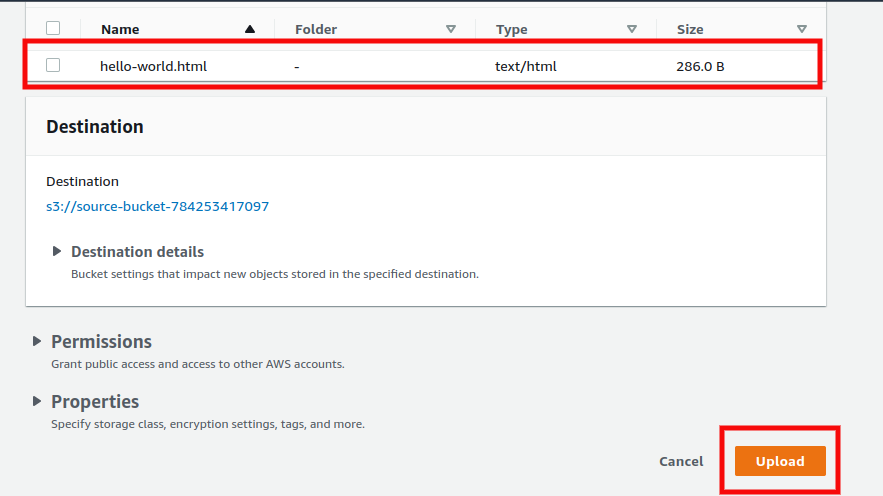 Name Folder Type Size
hello-world.html - text/html 286.0 B
Destination
Destination
s3://source-bucket-784253417097
Destination details
Bucket settings that impact new objects stored in the specified destination.
Permissions
Grant public access and access to other AWS accounts.
Properties
Specify storage class, encryption settings, tags, and more.
Cancel Upload